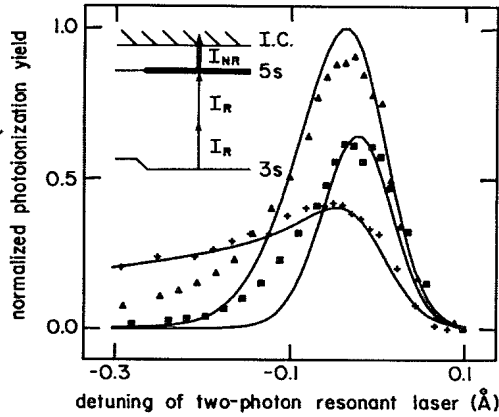 1.0
I.C.
I_NR
5s
I_R
0.5
I_R
3s
0.0
-0.3
-0.1
0.1
normalized photoionization yield
detuning of two-photon resonant laser (Å)